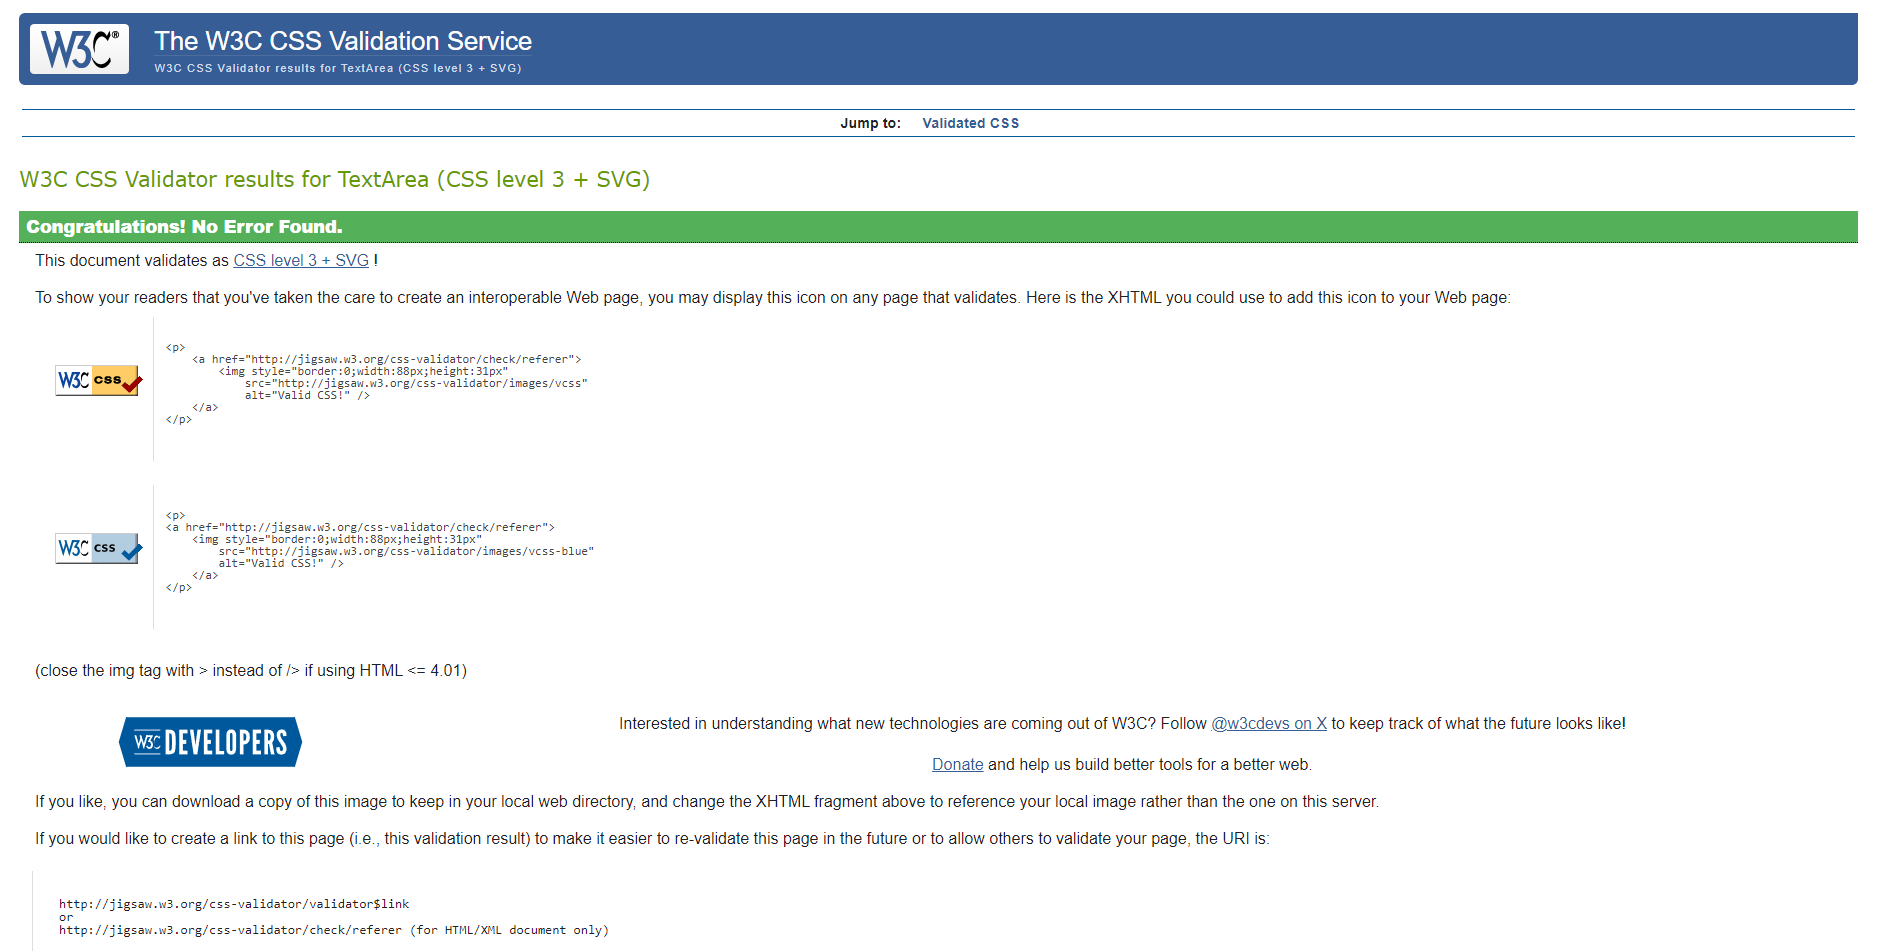 W3C®
The W3C CSS Validation Service
W3C CSS Validator results for TextArea (CSS level 3 + SVG)
Jump to: Validated CSS
W3C CSS Validator results for TextArea (CSS level 3 + SVG)
Congratulations! No Error Found.
This document validates as CSS level 3 + SVG !
To show your readers that you've taken the care to create an interoperable Web page, you may display this icon on any page that validates. Here is the XHTML you could use to add this icon to your Web page:
W3C css
<p>
    <a href="http://jigsaw.w3.org/css-validator/check/referer">
        <img style="border:0;width:88px;height:31px"
            src="http://jigsaw.w3.org/css-validator/images/vcss"
            alt="Valid CSS!" />
    </a>
</p>
W3C css
<p>
<a href="http://jigsaw.w3.org/css-validator/check/referer">
    <img style="border:0;width:88px;height:31px"
        src="http://jigsaw.w3.org/css-validator/images/vcss-blue"
        alt="Valid CSS!" />
    </a>
</p>
(close the img tag with > instead of /> if using HTML <= 4.01)
W3C DEVELOPERS
Interested in understanding what new technologies are coming out of W3C? Follow @w3cdevs on X to keep track of what the future looks like!
Donate and help us build better tools for a better web.
If you like, you can download a copy of this image to keep in your local web directory, and change the XHTML fragment above to reference your local image rather than the one on this server.
If you would like to create a link to this page (i.e., this validation result) to make it easier to re-validate this page in the future or to allow others to validate your page, the URI is:
http://jigsaw.w3.org/css-validator/validator$link
or
http://jigsaw.w3.org/css-validator/check/referer (for HTML/XML document only)